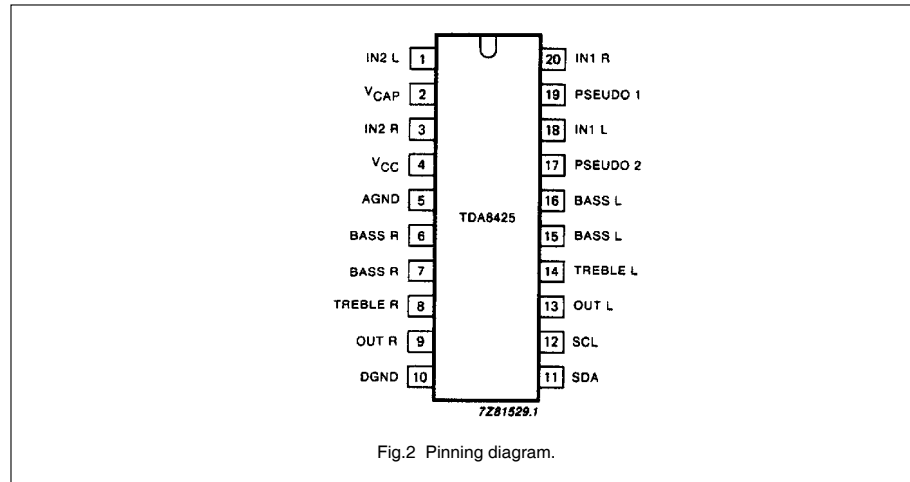 IN2 L 1 20 IN1 R
VCAP 2 19 PSEUDO 1
IN2 R 3 18 IN1 L
VCC 4 17 PSEUDO 2
AGND 5 16 BASS L
TDA8425
BASS R 6 15 BASS L
BASS R 7 14 TREBLE L
TREBLE R 8 13 OUT L
OUT R 9 12 SCL
DGND 10 11 SDA
7Z81529.1
Fig.2 Pinning diagram.